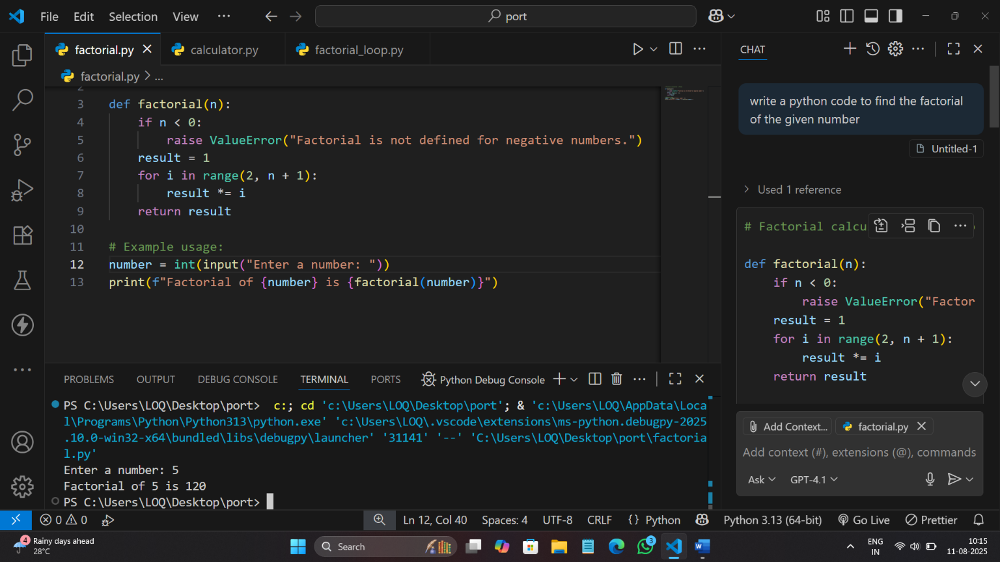 File Edit Selection View ··· port
factorial.py calculator.py factorial_loop.py
factorial.py > ...
2
3 def factorial(n):
4     if n < 0:
5         raise ValueError("Factorial is not defined for negative numbers.")
6     result = 1
7     for i in range(2, n + 1):
8         result *= i
9     return result
10
11 # Example usage:
12 number = int(input("Enter a number: "))
13 print(f"Factorial of {number} is {factorial(number)}")
PROBLEMS OUTPUT DEBUG CONSOLE TERMINAL PORTS Python Debug Console
PS C:\Users\LOQ\Desktop\port>  c:; cd 'c:\Users\LOQ\Desktop\port'; & 'c:\Users\LOQ\AppData\Loca
l\Programs\Python\Python313\python.exe' 'c:\Users\LOQ\.vscode\extensions\ms-python.debugpy-2025
.10.0-win32-x64\bundled\libs\debugpy\launcher' '31141' '--' 'C:\Users\LOQ\Desktop\port\factoria
l.py'
Enter a number: 5
Factorial of 5 is 120
PS C:\Users\LOQ\Desktop\port>
CHAT
write a python code to find the factorial
of the given number
Untitled-1
> Used 1 reference
# Factorial calcu
def factorial(n):
    if n < 0:
        raise ValueError("Factor
    result = 1
    for i in range(2, n + 1):
        result *= i
    return result
Add Context... factorial.py
Add context (#), extensions (@), commands
Ask GPT-4.1
0 0 Ln 12, Col 40 Spaces: 4 UTF-8 CRLF {} Python Python 3.13 (64-bit) Go Live Prettier
4 Rainy days ahead
28°C
Search
3
ENG
IN
10:15
11-08-2025